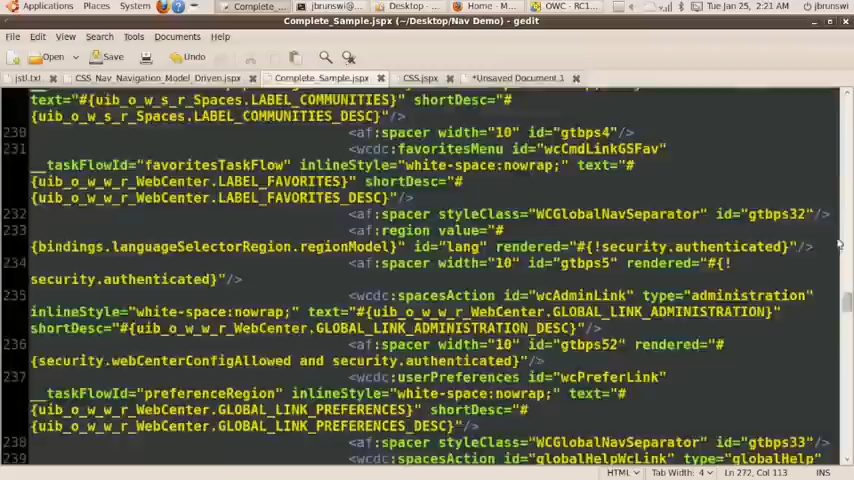 Applications Places System Complete_... jbrunswi@... Desktop - ... Home - M... OWC - RC1... Tue Jan 25, 2:21 AM jbrunswi
Complete_Sample.jspx (~/Desktop/Nav Demo) - gedit
File Edit View Search Tools Documents Help
Open Save Undo
jstl.txt CSS_Nav_Navigation_Model_Driven.jspx Complete_Sample.jspx CSS.jspx *Unsaved Document 1
text="#{uib_o_w_s_r_Spaces.LABEL_COMMUNITIES}" shortDesc="#
{uib_o_w_s_r_Spaces.LABEL_COMMUNITIES_DESC}"/>
230 <af:spacer width="10" id="gtbps4"/>
231 <wcdc:favoritesMenu id="wcCmdLinkGSFav"
__taskFlowId="favoritesTaskFlow" inlineStyle="white-space:nowrap;" text="#
{uib_o_w_w_r_WebCenter.LABEL_FAVORITES}" shortDesc="#
{uib_o_w_w_r_WebCenter.LABEL_FAVORITES_DESC}"/>
232 <af:spacer styleClass="WCGlobalNavSeparator" id="gtbps32"/>
233 <af:region value="#
{bindings.languageSelectorRegion.regionModel}" id="lang" rendered="#{!security.authenticated}"/>
234 <af:spacer width="10" id="gtbps5" rendered="#{!
security.authenticated}"/>
235 <wcdc:spacesAction id="wcAdminLink" type="administration"
inlineStyle="white-space:nowrap;" text="#{uib_o_w_w_r_WebCenter.GLOBAL_LINK_ADMINISTRATION}"
shortDesc="#{uib_o_w_w_r_WebCenter.GLOBAL_LINK_ADMINISTRATION_DESC}"/>
236 <af:spacer width="10" id="gtbps52" rendered="#
{security.webCenterConfigAllowed and security.authenticated}"/>
237 <wcdc:userPreferences id="wcPreferLink"
__taskFlowId="preferenceRegion" inlineStyle="white-space:nowrap;" text="#
{uib_o_w_w_r_WebCenter.GLOBAL_LINK_PREFERENCES}" shortDesc="#
{uib_o_w_w_r_WebCenter.GLOBAL_LINK_PREFERENCES_DESC}"/>
238 <af:spacer styleClass="WCGlobalNavSeparator" id="gtbps33"/>
239 <wcdc:spacesAction id="globalHelpWcLink" type="globalHelp"
HTML Tab Width: 4 Ln 272, Col 113 INS